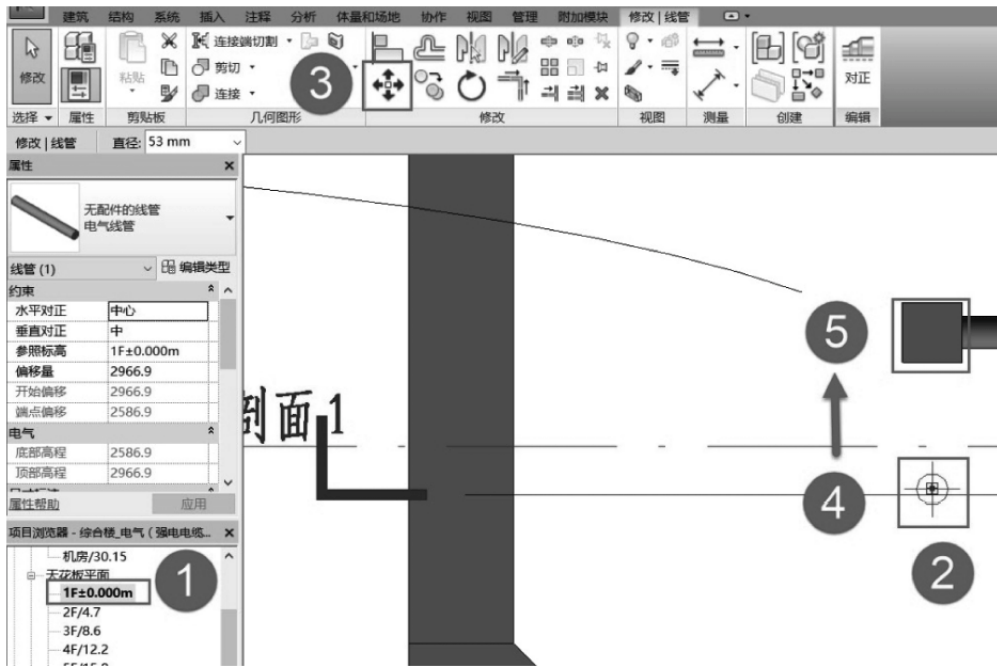 建筑 结构 系统 插入 注释 分析 体量和场地 协作 视图 管理 附加模块 修改 | 线管
修改 粘贴 连接端切割 剪切 连接 对正
3
选择 属性 剪贴板 几何图形 修改 视图 测量 创建 编辑
修改 | 线管 直径: 53 mm
属性
无配件的线管
电气线管
线管 (1) 编辑类型
约束
水平对正 中心
垂直对正 中
参照标高 1F±0.000m
偏移量 2966.9
开始偏移 2966.9
端点偏移 2586.9
电气
底部高程 2586.9
顶部高程 2966.9
属性帮助 应用
项目浏览器 - 综合楼_电气（强电电缆...
机房/30.15
天花板平面
1F±0.000m
2F/4.7
3F/8.6
4F/12.2
1
剖面 1
5
4
2